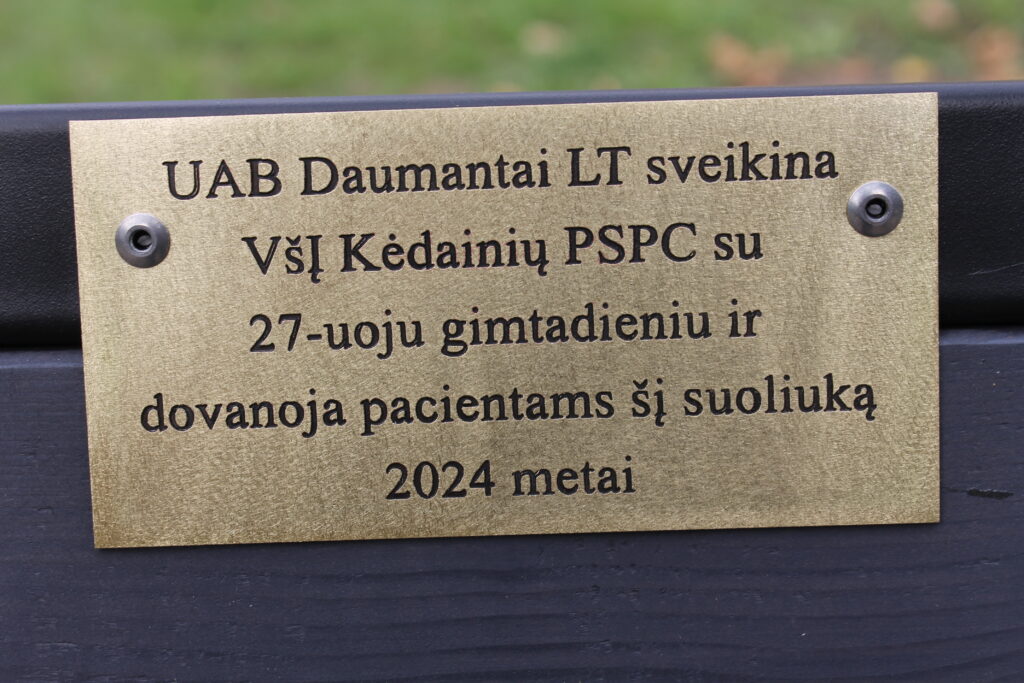 UAB Daumantai LT sveikina
VšĮ Kėdainių PSPC su
27-uoju gimtadieniu ir
dovanoja pacientams šį suoliuką
2024 metai